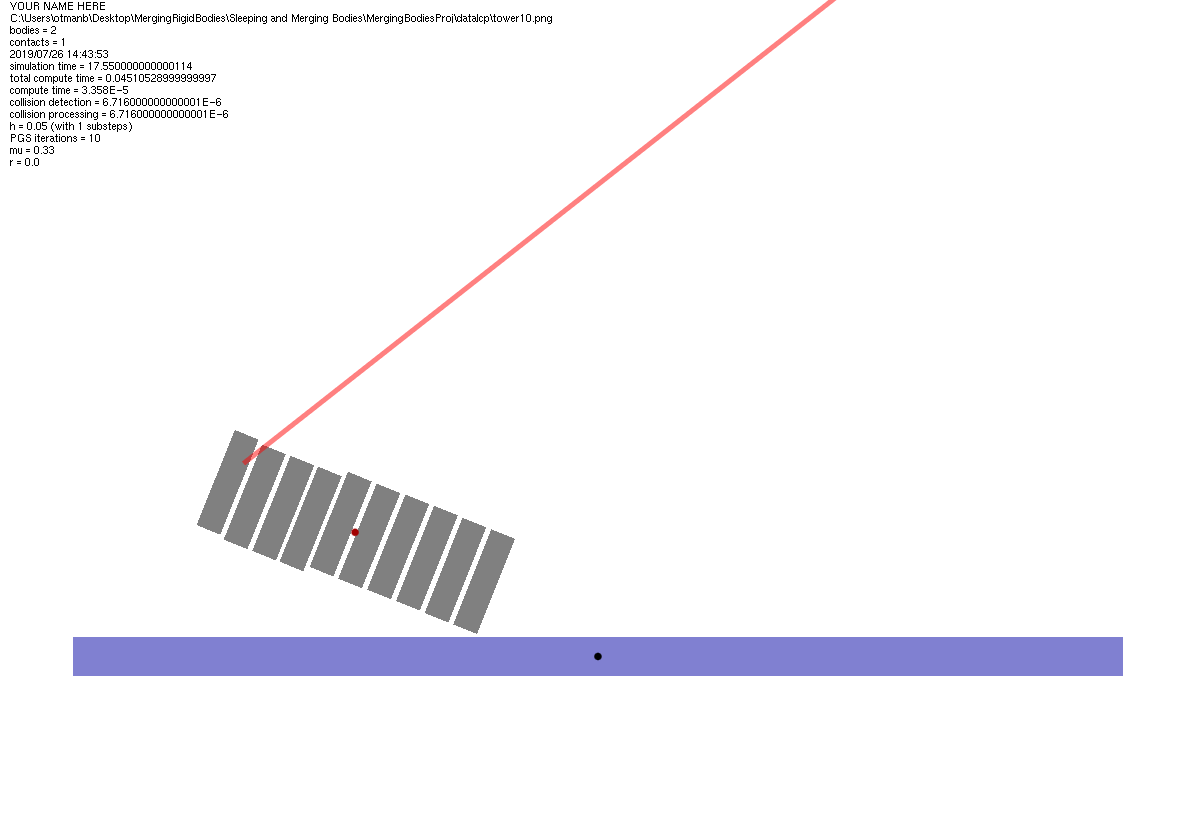 YOUR NAME HERE
C:\Users\otmanb\Desktop\MergingRigidBodies\Sleeping and Merging Bodies\MergingBodiesProj\datalcp\tower10.png
bodies = 2
contacts = 1
2019/07/26 14:43:53
simulation time = 17.550000000000114
total compute time = 0.04510528999999997
compute time = 3.358E-5
collision detection = 6.716000000000001E-6
collision processing = 6.716000000000001E-6
h = 0.05 (with 1 substeps)
PGS iterations = 10
mu = 0.33
r = 0.0